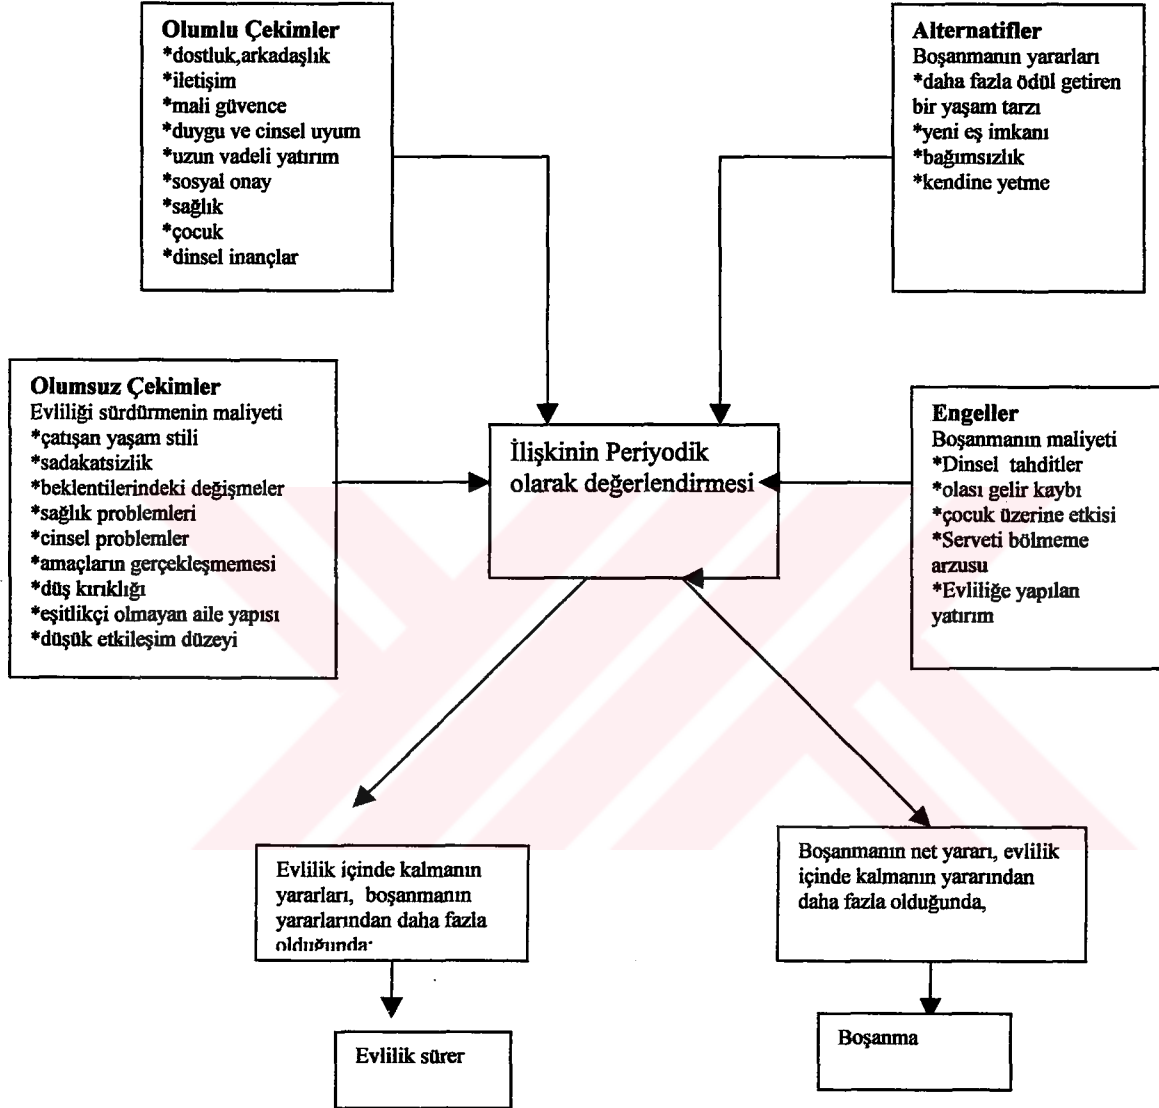 Olumlu Çekimler
*dostluk,arkadaşlık
*iletişim
*mali güvence
*duygu ve cinsel uyum
*uzun vadeli yatırım
*sosyal onay
*sağlık
*çocuk
*dinsel inançlar
Alternatifler
Boşanmanın yararları
*daha fazla ödül getiren
bir yaşam tarzı
*yeni eş imkanı
*bağımsızlık
*kendine yetme
Olumsuz Çekimler
Evliliği sürdürmenin maliyeti
*çatışan yaşam stili
*sadakatsizlik
*beklentilerindeki değişmeler
*sağlık problemleri
*cinsel problemler
*amaçların gerçekleşmemesi
*düş kırıklığı
*eşitlikçi olmayan aile yapısı
*düşük etkileşim düzeyi
İlişkinin Periyodik
olarak değerlendirmesi
Engeller
Boşanmanın maliyeti
*Dinsel tahditler
*olası gelir kaybı
*çocuk üzerine etkisi
*Serveti bölmeme
arzusu
*Evliliğe yapılan
yatırım
Evlilik içinde kalmanın
yararları, boşanmanın
yararlarından daha fazla
olduğunda;
Boşanmanın net yararı, evlilik
içinde kalmanın yararından
daha fazla olduğunda,
Evlilik sürer
Boşanma